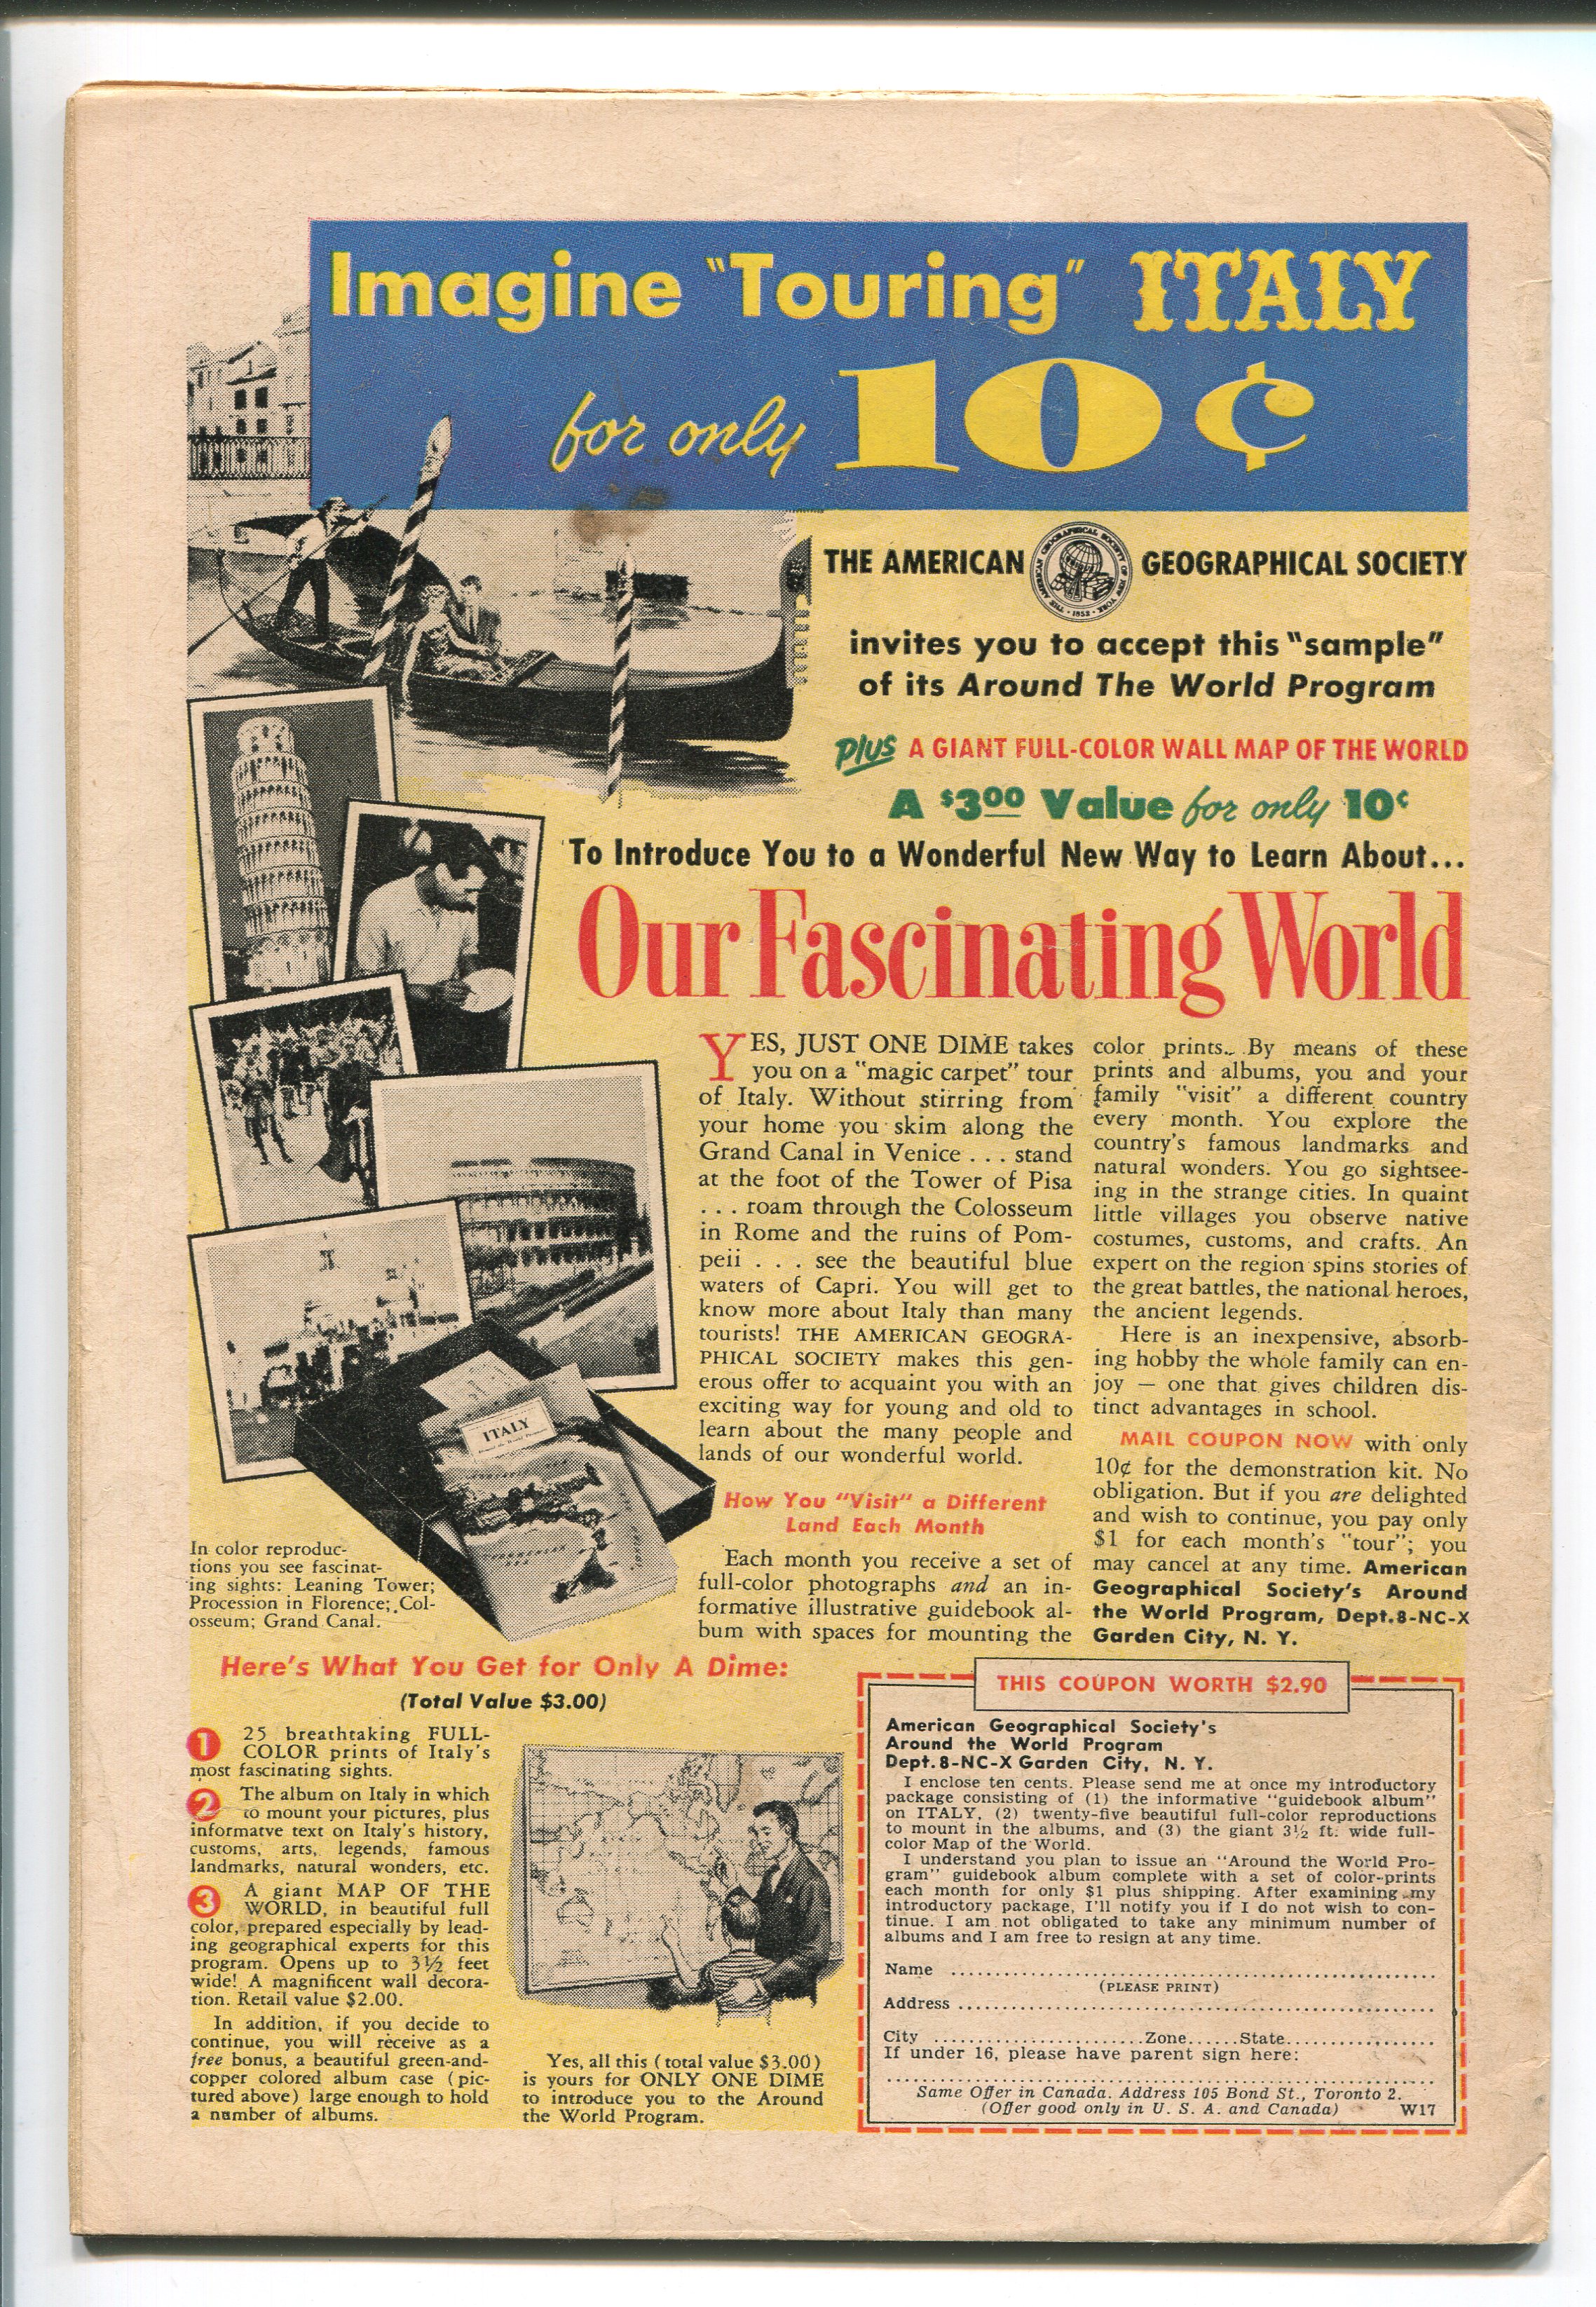 Imagine "Touring" ITALY
for only 10¢
THE AMERICAN GEOGRAPHICAL SOCIETY
THE AMERICAN GEOGRAPHICAL SOCIETY OF NEW YORK · 1852 ·
invites you to accept this "sample"
of its Around The World Program
plus A GIANT FULL-COLOR WALL MAP OF THE WORLD
A $3.00 Value for only 10¢
To Introduce You to a Wonderful New Way to Learn About...
Our Fascinating World
YES, JUST ONE DIME takes
you on a "magic carpet" tour
of Italy. Without stirring from
your home you skim along the
Grand Canal in Venice . . . stand
at the foot of the Tower of Pisa
. . . roam through the Colosseum
in Rome and the ruins of Pom-
peii . . . see the beautiful blue
waters of Capri. You will get to
know more about Italy than many
tourists! THE AMERICAN GEOGRA-
PHICAL SOCIETY makes this gen-
erous offer to acquaint you with an
exciting way for young and old to
learn about the many people and
lands of our wonderful world.
How You "Visit" a Different
Land Each Month
Each month you receive a set of
full-color photographs and an in-
formative illustrative guidebook al-
bum with spaces for mounting the
color prints. By means of these
prints and albums, you and your
family "visit" a different country
every month. You explore the
country's famous landmarks and
natural wonders. You go sightsee-
ing in the strange cities. In quaint
little villages you observe native
costumes, customs, and crafts. An
expert on the region spins stories of
the great battles, the national heroes,
the ancient legends.
Here is an inexpensive, absorb-
ing hobby the whole family can en-
joy — one that gives children dis-
tinct advantages in school.
MAIL COUPON NOW with only
10¢ for the demonstration kit. No
obligation. But if you are delighted
and wish to continue, you pay only
$1 for each month's "tour"; you
may cancel at any time. American
Geographical Society's Around
the World Program, Dept.8-NC-X
Garden City, N. Y.
ITALY
In color reproduc-
tions you see fascinat-
ing sights: Leaning Tower;
Procession in Florence; Col-
osseum; Grand Canal.
Here's What You Get for Only A Dime:
(Total Value $3.00)
1 25 breathtaking FULL-
COLOR prints of Italy's
most fascinating sights.
2 The album on Italy in which
to mount your pictures, plus
informatve text on Italy's history,
customs, arts, legends, famous
landmarks, natural wonders, etc.
3 A giant MAP OF THE
WORLD, in beautiful full
color, prepared especially by lead-
ing geographical experts for this
program. Opens up to 3½ feet
wide! A magnificent wall decora-
tion. Retail value $2.00.
In addition, if you decide to
continue, you will receive as a
free bonus, a beautiful green-and-
copper colored album case (pic-
tured above) large enough to hold
a number of albums.
Yes, all this (total value $3.00)
is yours for ONLY ONE DIME
to introduce you to the Around
the World Program.
THIS COUPON WORTH $2.90
American Geographical Society's
Around the World Program
Dept.8-NC-X Garden City, N. Y.
I enclose ten cents. Please send me at once my introductory
package consisting of (1) the informative "guidebook album"
on ITALY, (2) twenty-five beautiful full-color reproductions
to mount in the albums, and (3) the giant 3½ ft. wide full-
color Map of the World.
I understand you plan to issue an "Around the World Pro-
gram" guidebook album complete with a set of color-prints
each month for only $1 plus shipping. After examining my
introductory package, I'll notify you if I do not wish to con-
tinue. I am not obligated to take any minimum number of
albums and I am free to resign at any time.
Name
(PLEASE PRINT)
Address
City Zone State
If under 16, please have parent sign here:
Same Offer in Canada. Address 105 Bond St., Toronto 2.
(Offer good only in U. S. A. and Canada) W17